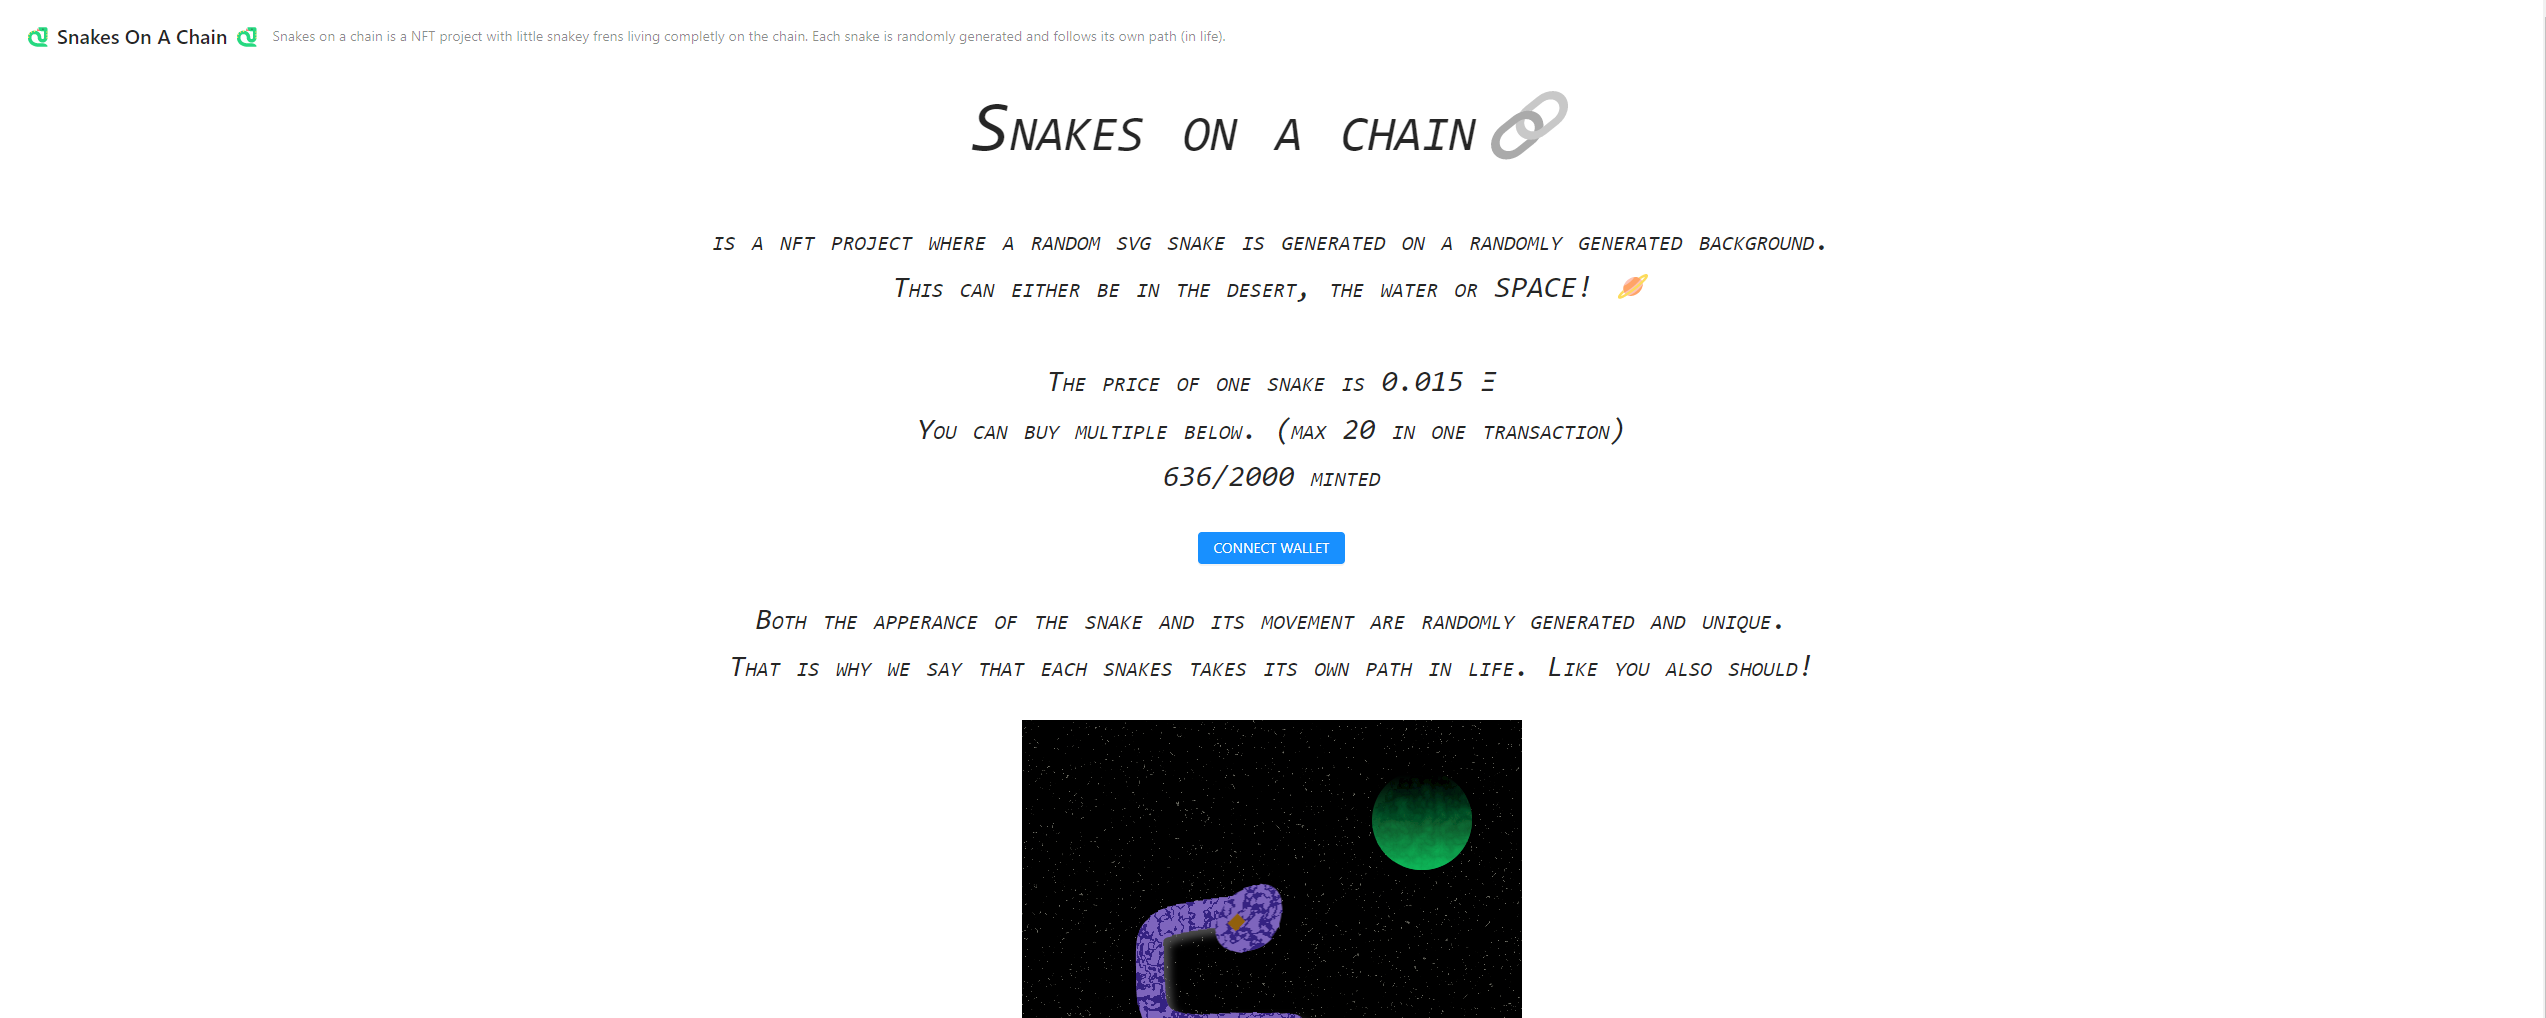 Snakes On A Chain
Snakes on a chain is a NFT project with little snakey frens living completly on the chain. Each snake is randomly generated and follows its own path (in life).
Snakes on a chain
is a nft project where a random svg snake is generated on a randomly generated background.
This can either be in the desert, the water or SPACE! 🪐
The price of one snake is 0.015 Ξ
You can buy multiple below. (max 20 in one transaction)
636/2000 minted
CONNECT WALLET
Both the apperance of the snake and its movement are randomly generated and unique.
That is why we say that each snakes takes its own path in life. Like you also should!